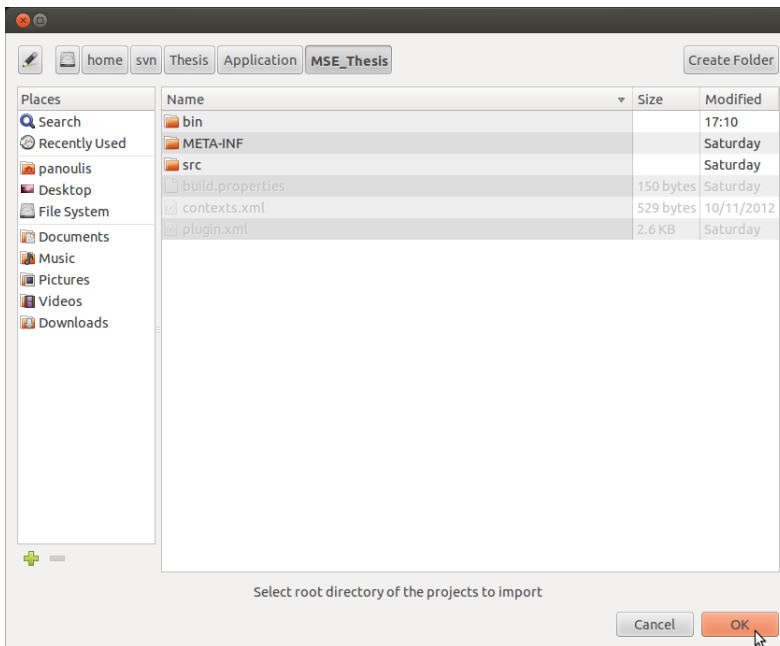 home svn Thesis Application MSE_Thesis Create Folder
Places
Search
Recently Used
panoulis
Desktop
File System
Documents
Music
Pictures
Videos
Downloads
Name Size Modified
bin 17:10
META-INF Saturday
src Saturday
build.properties 150 bytes Saturday
contexts.xml 529 bytes 10/11/2012
plugin.xml 2.6 KB Saturday
Select root directory of the projects to import
Cancel OK